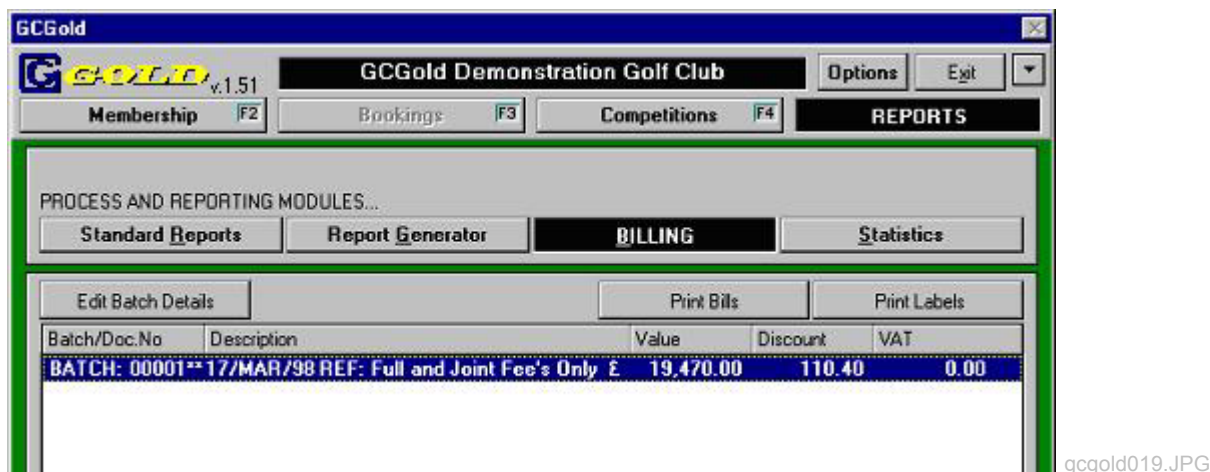 GCGold
G GOLD v.1.51 GCGold Demonstration Golf Club Options Exit
Membership F2 Bookings F3 Competitions F4 REPORTS
PROCESS AND REPORTING MODULES...
Standard Reports Report Generator BILLING Statistics
Edit Batch Details Print Bills Print Labels
Batch/Doc.No Description Value Discount VAT
BATCH: 00001** 17/MAR/98 REF: Full and Joint Fee's Only £ 19,470.00 110.40 0.00
gcgold019.JPG